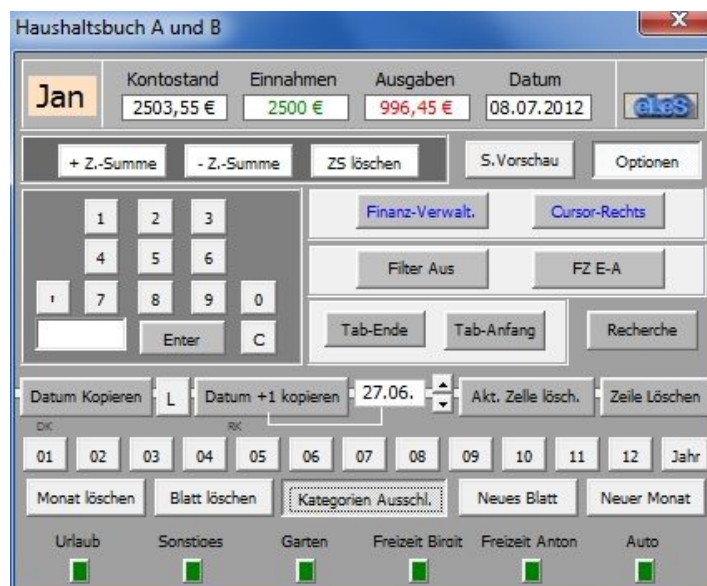 Haushaltsbuch A und B
x
Jan
Kontostand Einnahmen Ausgaben Datum
2503,55 € 2500 € 996,45 € 08.07.2012
eLeS
+ Z.-Summe - Z.-Summe ZS löschen S.Vorschau Optionen
1 2 3
Finanz-Verwalt. Cursor-Rechts
4 5 6
Filter Aus FZ E-A
' 7 8 9 0
Enter C
Tab-Ende Tab-Anfang Recherche
Datum Kopieren L Datum +1 kopieren 27.06. Akt. Zelle lösch. Zeile Löschen
DK RK
01 02 03 04 05 06 07 08 09 10 11 12 Jahr
Monat löschen Blatt löschen Kategorien Ausschl. Neues Blatt Neuer Monat
Urlaub Sonstiges Garten Freizeit Birgit Freizeit Anton Auto